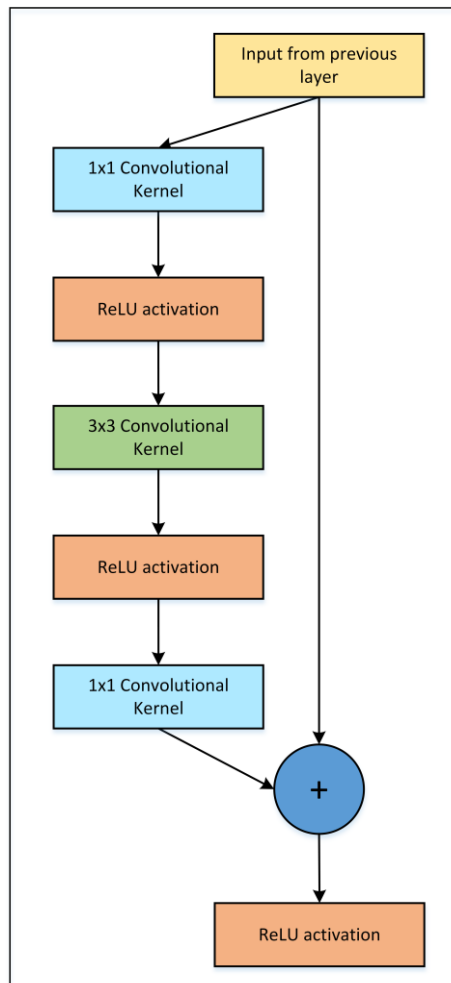 Input from previous
layer
1x1 Convolutional
Kernel
ReLU activation
3x3 Convolutional
Kernel
ReLU activation
1x1 Convolutional
Kernel
+
ReLU activation